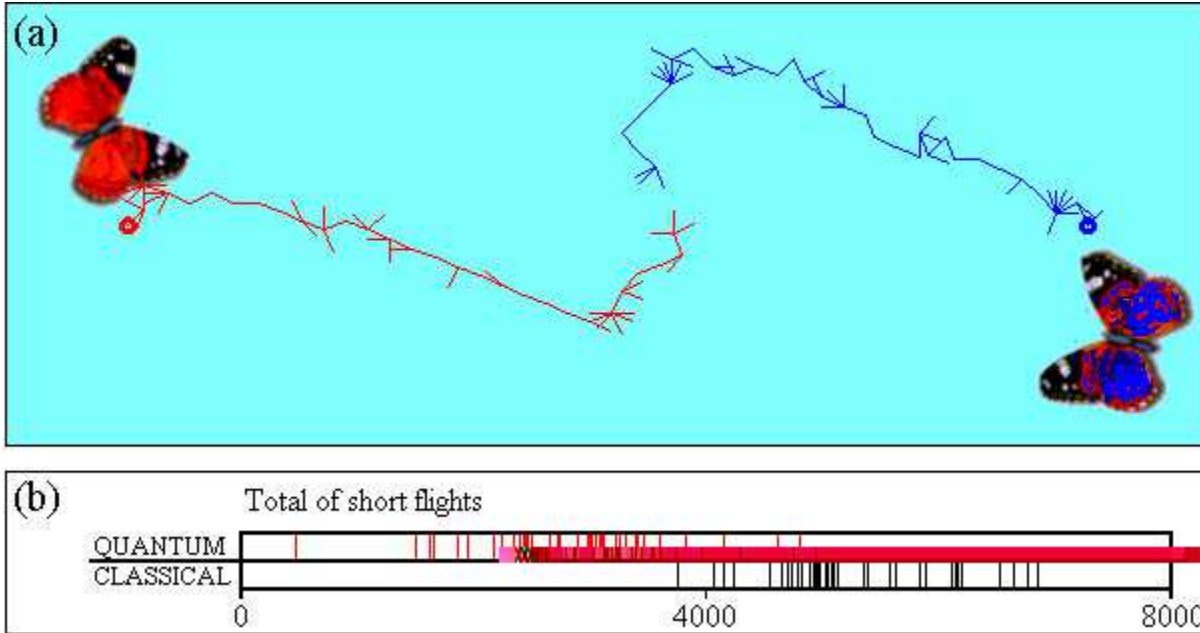 (a)
(b)
Total of short flights
QUANTUM
CLASSICAL
0 4000 8000